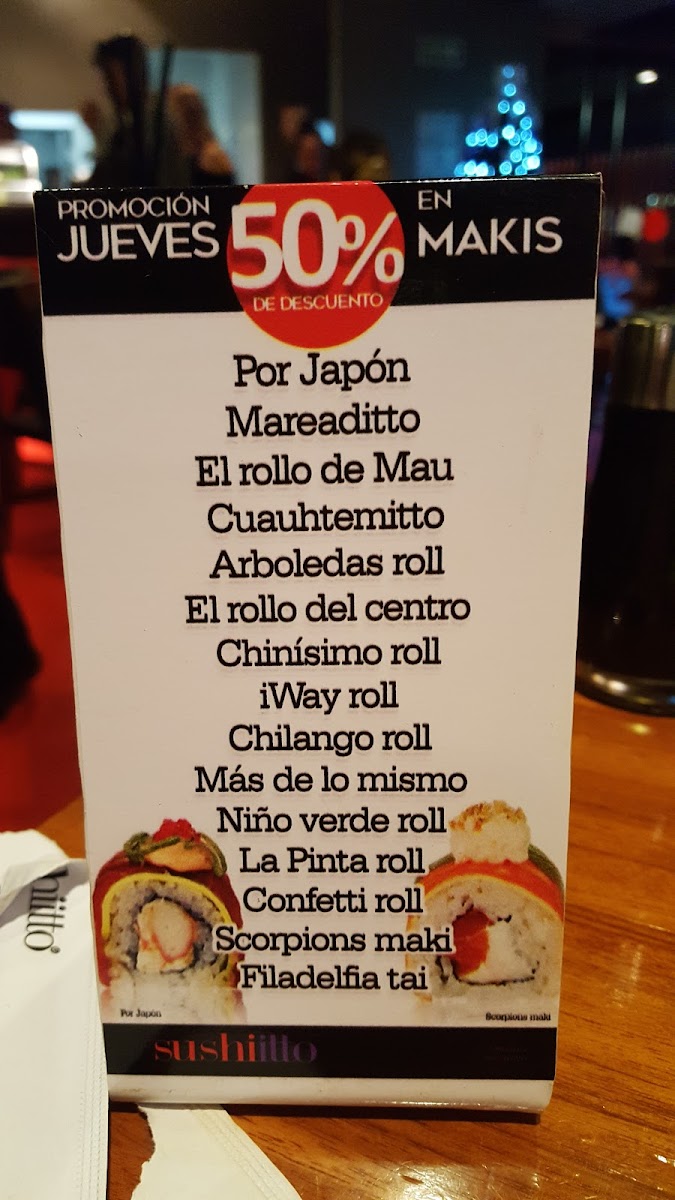 PROMOCIÓN
JUEVES
50%
DE DESCUENTO
EN
MAKIS
Por Japón
Mareaditto
El rollo de Mau
Cuauhtemitto
Arboledas roll
El rollo del centro
Chinísimo roll
iWay roll
Chilango roll
Más de lo mismo
Niño verde roll
La Pinta roll
Confetti roll
Scorpions maki
Filadelfia tai
Por Japón
Scorpions maki
sushiitto